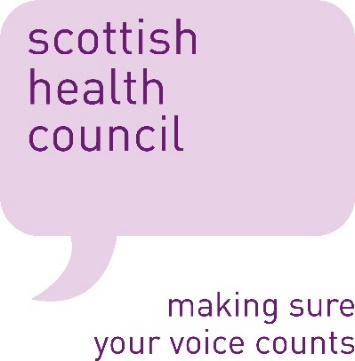 scottish
health
council
making sure
your voice counts